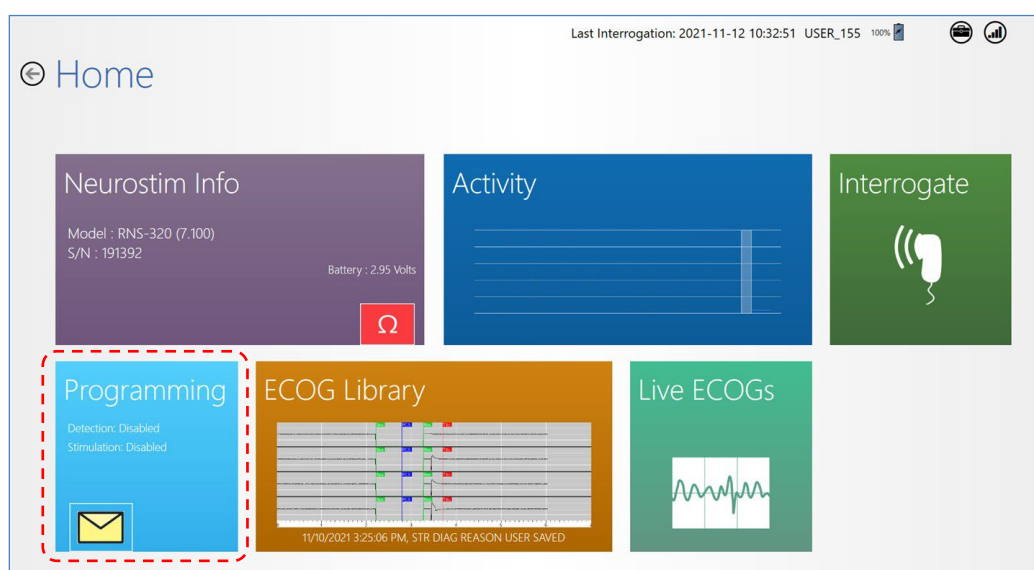 Last Interrogation: 2021-11-12 10:32:51 USER_155 100%
Home
Neurostim Info
Model : RNS-320 (7.100)
S/N : 191392
Battery : 2.95 Volts
Ω
Activity
Interrogate
Programming
Detection: Disabled
Stimulation: Disabled
ECOG Library
11/10/2021 3:25:06 PM, STR DIAG REASON USER SAVED
Live ECOGs